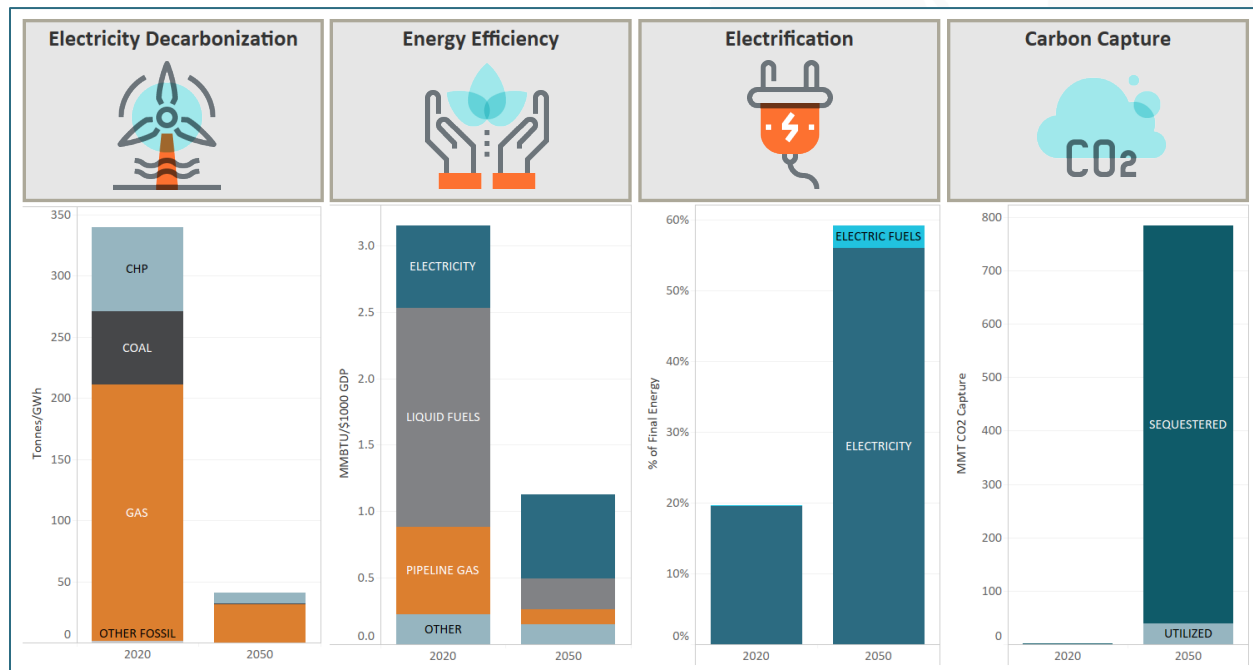 Electricity Decarbonization
Energy Efficiency
Electrification
Carbon Capture
CO2
Tonnes/GWh
350
300
250
200
150
100
50
0
CHP
COAL
GAS
OTHER FOSSIL
2020
2050
MMBTU/$1000 GDP
3.0
2.5
2.0
1.5
1.0
0.5
0.0
ELECTRICITY
LIQUID FUELS
PIPELINE GAS
OTHER
2020
2050
% of Final Energy
60%
50%
40%
30%
20%
10%
0%
ELECTRIC FUELS
ELECTRICITY
2020
2050
MMT CO2 Capture
800
700
600
500
400
300
200
100
0
SEQUESTERED
UTILIZED
2020
2050